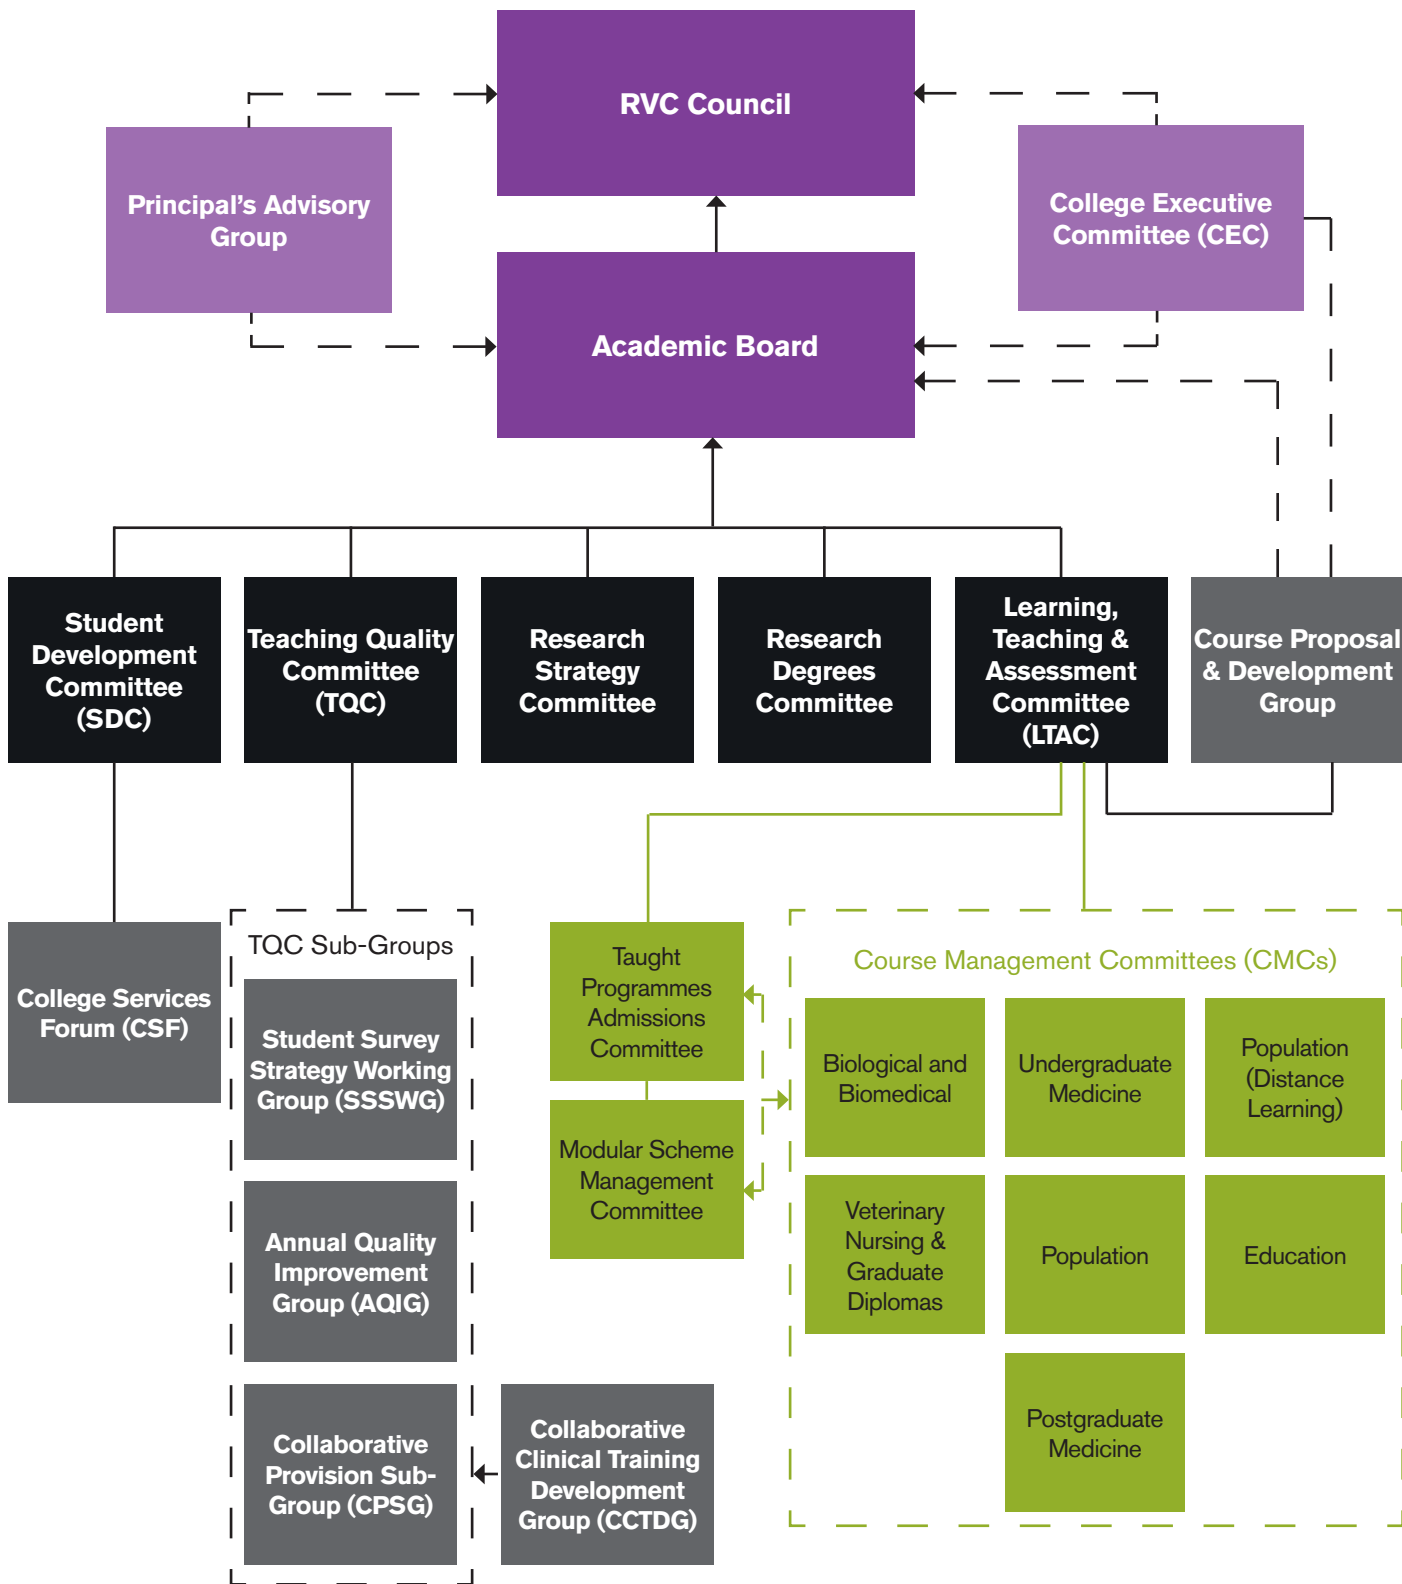 RVC Council
Principal’s Advisory
Group
College Executive
Committee (CEC)
Academic Board
Student
Development
Committee
(SDC)
Teaching Quality
Committee
(TQC)
Research
Strategy
Committee
Research
Degrees
Committee
Learning,
Teaching &
Assessment
Committee
(LTAC)
Course Proposal
& Development
Group
College Services
Forum (CSF)
TQC Sub-Groups
Student Survey
Strategy Working
Group (SSSWG)
Annual Quality
Improvement
Group (AQIG)
Collaborative
Provision Sub-
Group (CPSG)
Collaborative
Clinical Training
Development
Group (CCTDG)
Taught
Programmes
Admissions
Committee
Modular Scheme
Management
Committee
Course Management Committees (CMCs)
Biological and
Biomedical
Undergraduate
Medicine
Population
(Distance
Learning)
Veterinary
Nursing &
Graduate
Diplomas
Population
Education
Postgraduate
Medicine